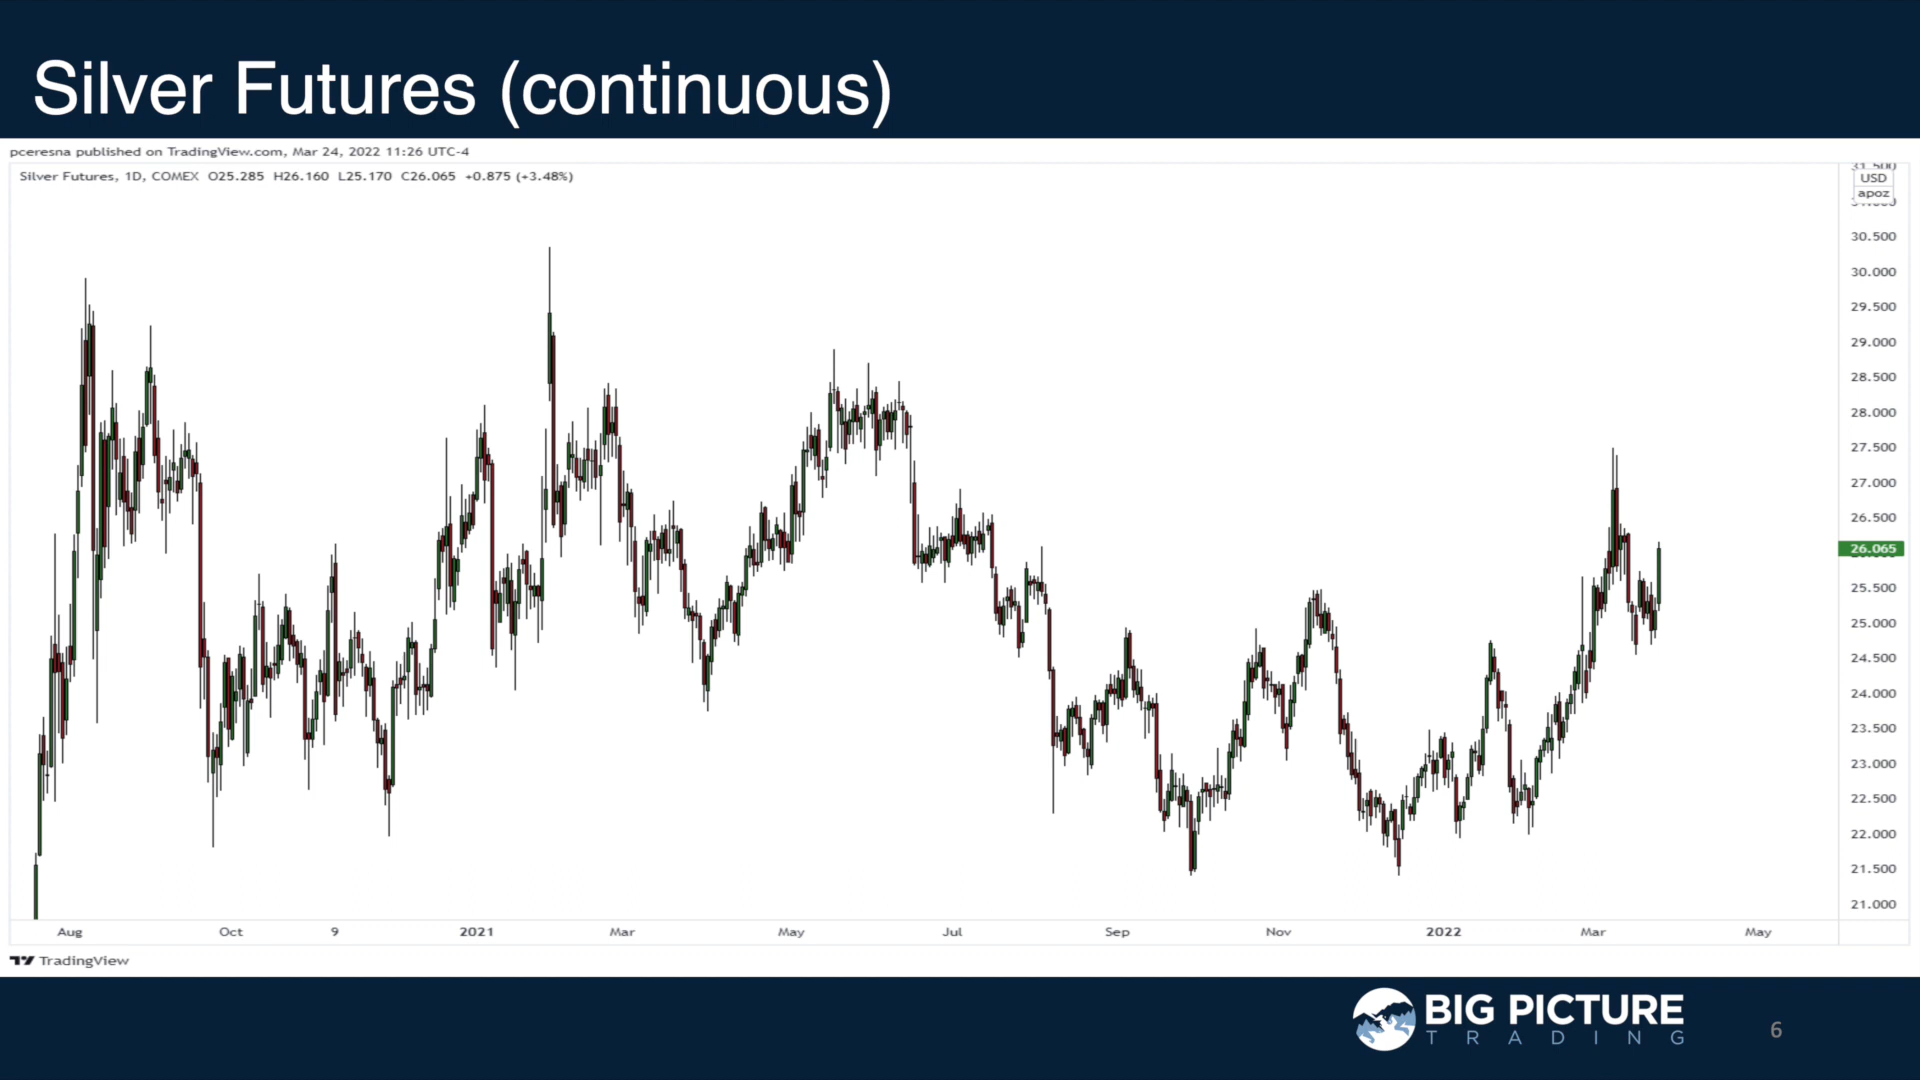 Silver Futures (continuous)
pceresna published on TradingView.com, Mar 24, 2022 11:26 UTC-4
Silver Futures, 1D, COMEX O25.285 H26.160 L25.170 C26.065 +0.875 (+3.48%)
31.500
USD
apoz
30.500
30.000
29.500
29.000
28.500
28.000
27.500
27.000
26.500
26.065
25.500
25.000
24.500
24.000
23.500
23.000
22.500
22.000
21.500
21.000
Aug Oct 9 2021 Mar May Jul Sep Nov 2022 Mar May
TradingView
BIG PICTURE
TRADING
6